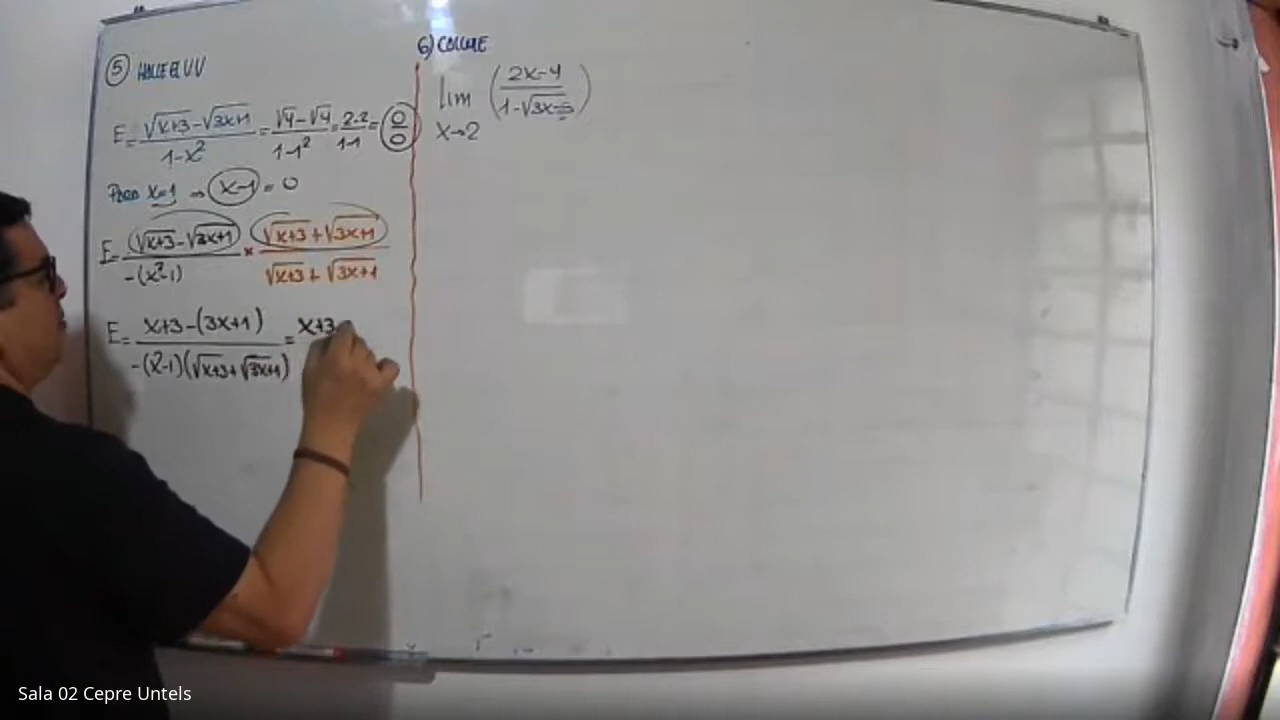 5 HALLE EL VV
E = √x+3 - √3x+1 / 1-x² = √4-√4 / 1-1² = 2-2 / 1-1 = 0/0
PARA x=1 ⇒ x-1 = 0
E = (√x+3 - √3x+1) / -(x²-1) × √x+3 + √3x+1 / √x+3 + √3x+1
E = x+3-(3x+1) / -(x²-1)(√x+3+√3x+1) = x+3
6) CALCULE
lim (2x-4 / 1-√3x-5)
x→2
Sala 02 Cepre Untels